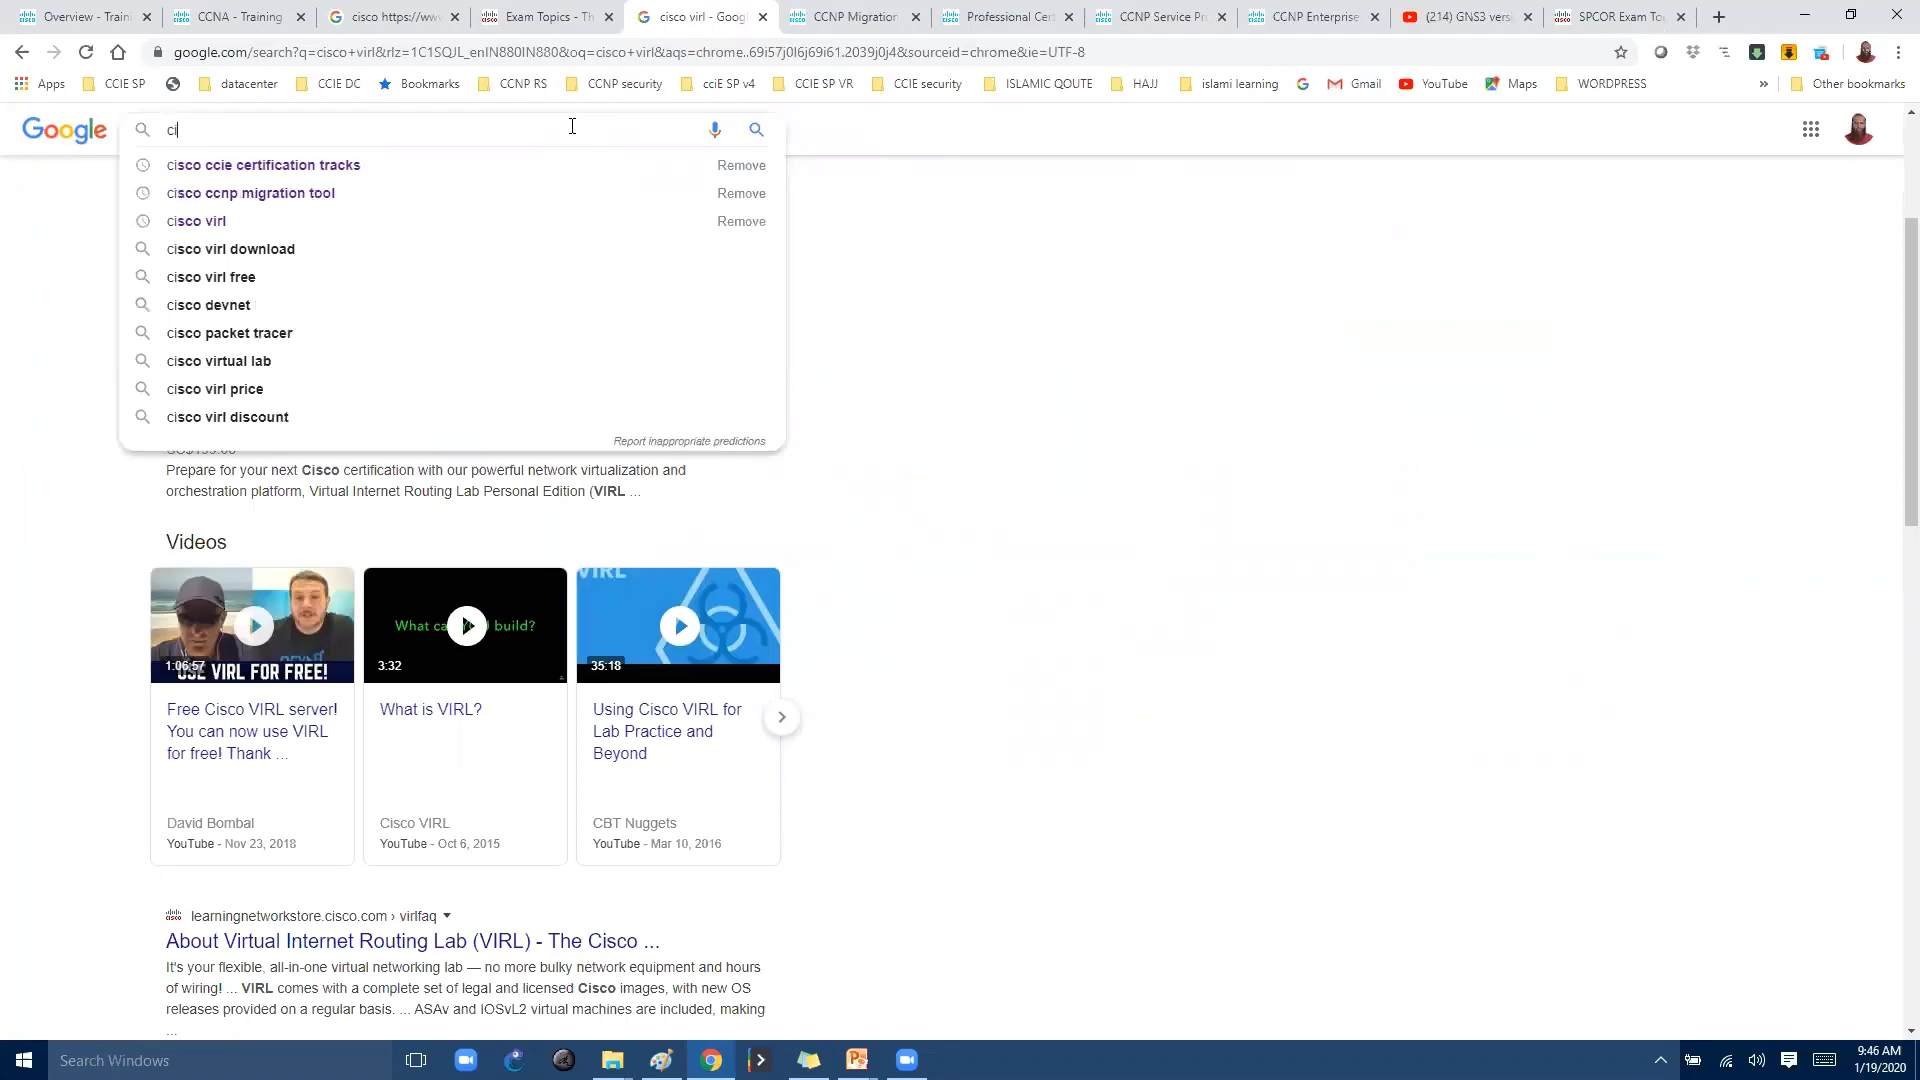 Overview - Traini
CCNA - Training
cisco https://www
Exam Topics - Th
cisco virl - Googl
CCNP Migration
Professional Cert
CCNP Service Pr
CCNP Enterprise
(214) GNS3 vers
SPCOR Exam To
google.com/search?q=cisco+virl&rlz=1C1SQJL_enIN880IN880&oq=cisco+virl&aqs=chrome..69i57j0l6j69i61.2039j0j4&sourceid=chrome&ie=UTF-8
Apps
CCIE SP
datacenter
CCIE DC
Bookmarks
CCNP RS
CCNP security
cciE SP v4
CCIE SP VR
CCIE security
ISLAMIC QOUTE
HAJJ
islami learning
Gmail
YouTube
Maps
WORDPRESS
»
Other bookmarks
Google
ci
cisco ccie certification tracks Remove
cisco ccnp migration tool Remove
cisco virl Remove
cisco virl download
cisco virl free
cisco devnet
cisco packet tracer
cisco virtual lab
cisco virl price
cisco virl discount
Report inappropriate predictions
Prepare for your next Cisco certification with our powerful network virtualization and
orchestration platform, Virtual Internet Routing Lab Personal Edition (VIRL ...
Videos
1:06:57
USE VIRL FOR FREE!
Free Cisco VIRL server!
You can now use VIRL
for free! Thank ...
David Bombal
YouTube - Nov 23, 2018
What can you build?
3:32
What is VIRL?
Cisco VIRL
YouTube - Oct 6, 2015
VIRL
35:18
Using Cisco VIRL for
Lab Practice and
Beyond
CBT Nuggets
YouTube - Mar 10, 2016
learningnetworkstore.cisco.com › virlfaq
About Virtual Internet Routing Lab (VIRL) - The Cisco ...
It's your flexible, all-in-one virtual networking lab — no more bulky network equipment and hours
of wiring! ... VIRL comes with a complete set of legal and licensed Cisco images, with new OS
releases provided on a regular basis. ... ASAv and IOSvL2 virtual machines are included, making
...
Search Windows
9:46 AM
1/19/2020